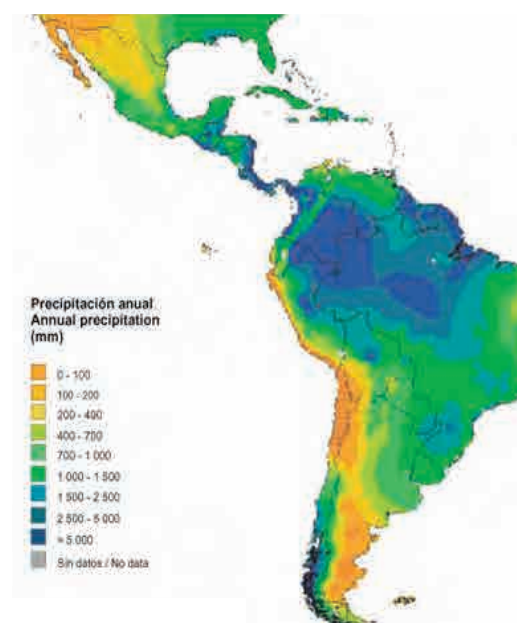 Precipitación anual
Annual precipitation
(mm)
0 - 100
100 - 200
200 - 400
400 - 700
700 - 1 000
1 000 - 1 500
1 500 - 2 500
2 500 - 5 000
> 5 000
Sin datos / No data